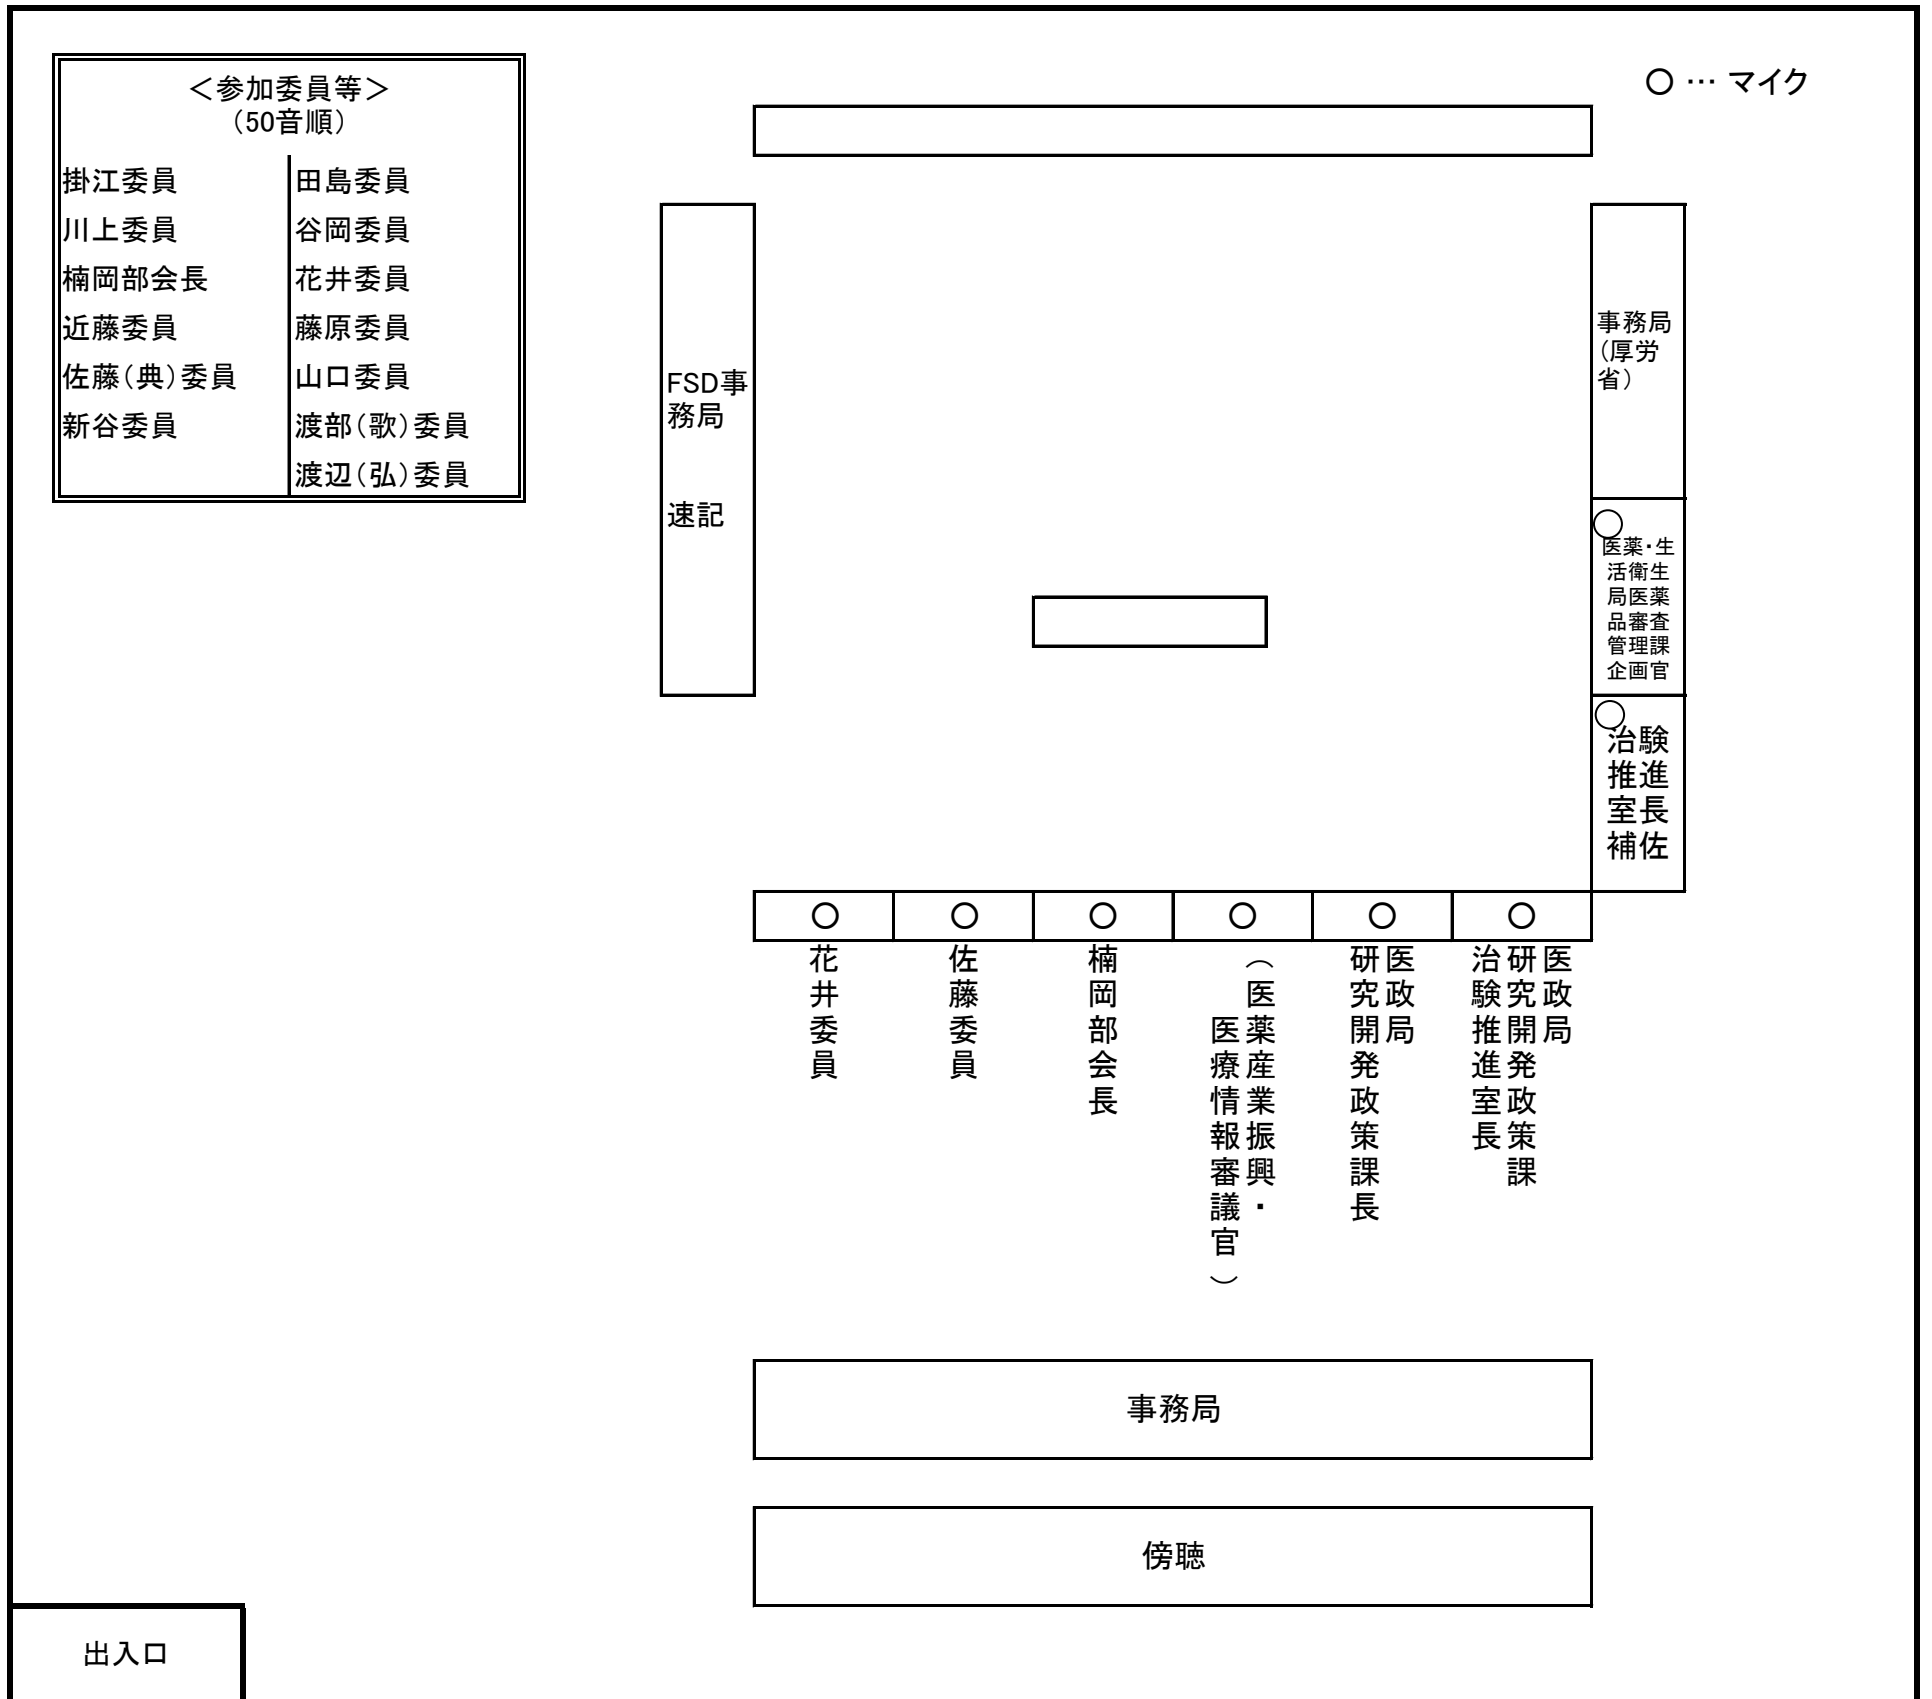 ＜参加委員等＞
（50音順）
掛江委員
川上委員
楠岡部会長
近藤委員
佐藤（典）委員
新谷委員
田島委員
谷岡委員
花井委員
藤原委員
山口委員
渡部（歌）委員
渡辺（弘）委員
○ … マイク
FSD事
務局
速記
事務局
（厚労
省）
○
医薬・生
活衛生
局医薬
品審査
管理課
企画官
○
治験
推進
室長
補佐
○ ○ ○ ○ ○ ○
花井委員
佐藤委員
楠岡部会長
（医薬産業振興・
医療情報審議官）
医政局
研究開発政策課長
医政局
研究開発政策課
治験推進室長
事務局
傍聴
出入口